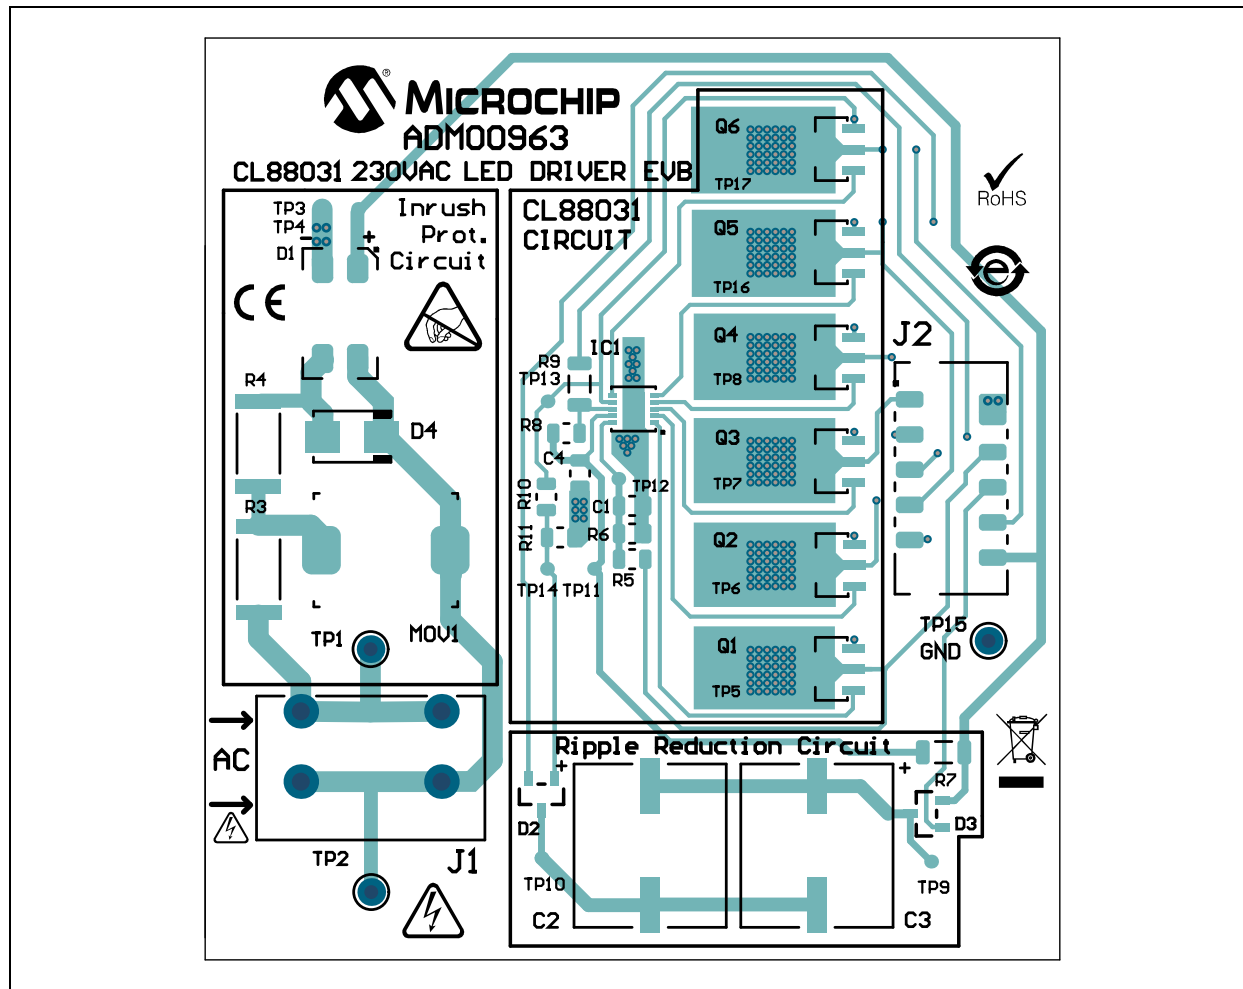 MICROCHIP
®
ADM00963
CL88031 230VAC LED DRIVER EVB
TP3
TP4
D1
Inrush
Prot.
Circuit
+
CE
R4
D4
R3
TP1
MOV1
AC
J1
TP2
CL88031
CIRCUIT
R9
TP13
IC1
R8
C4
R10
R11
TP12
C1
R6
R5
TP14
TP11
Q6
TP17
Q5
TP16
Q4
TP8
Q3
TP7
Q2
TP6
Q1
TP5
RoHS
e
J2
TP15
GND
Ripple Reduction Circuit
+
+
D2
TP10
C2
C3
R7
D3
TP9